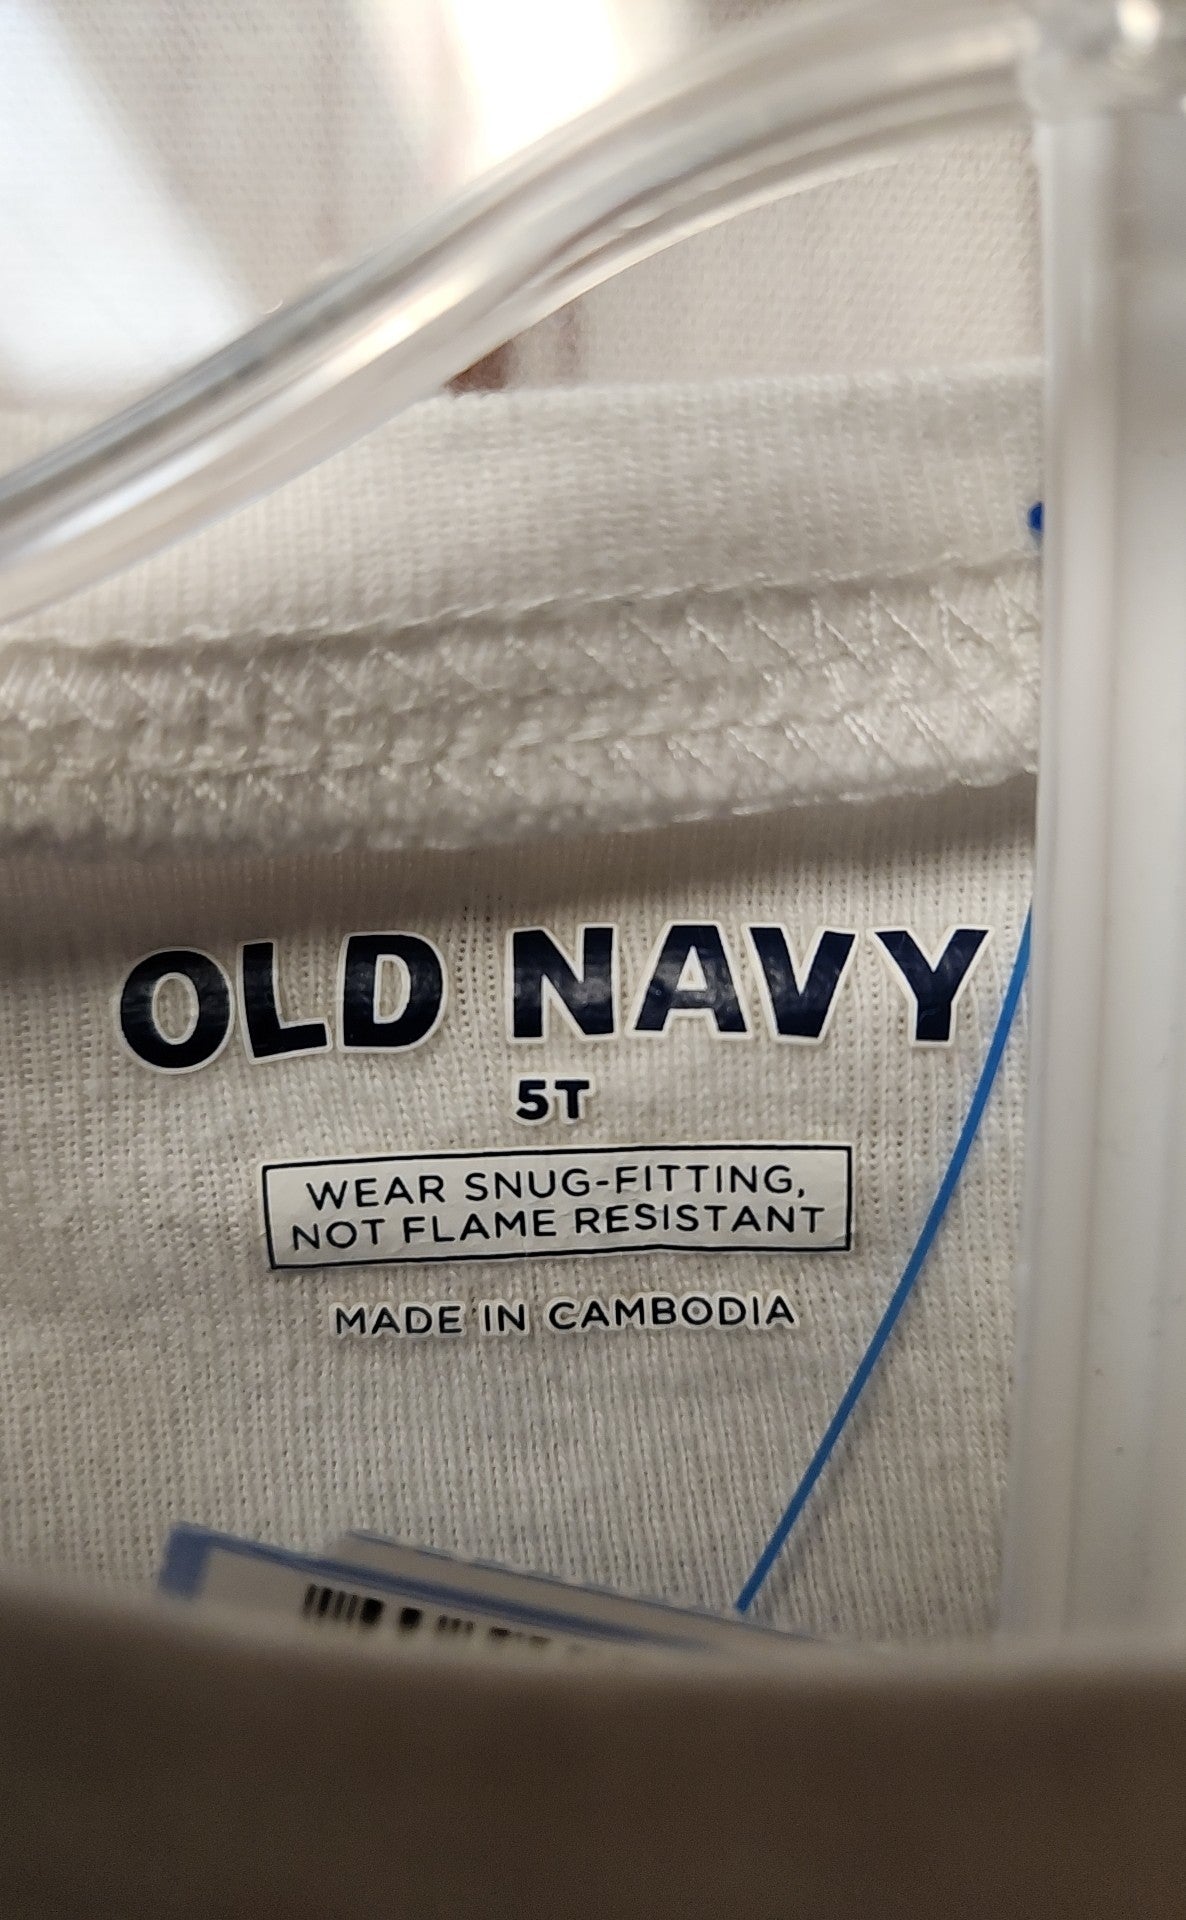 OLD NAVY
5T
WEAR SNUG-FITTING,
NOT FLAME RESISTANT
MADE IN CAMBODIA